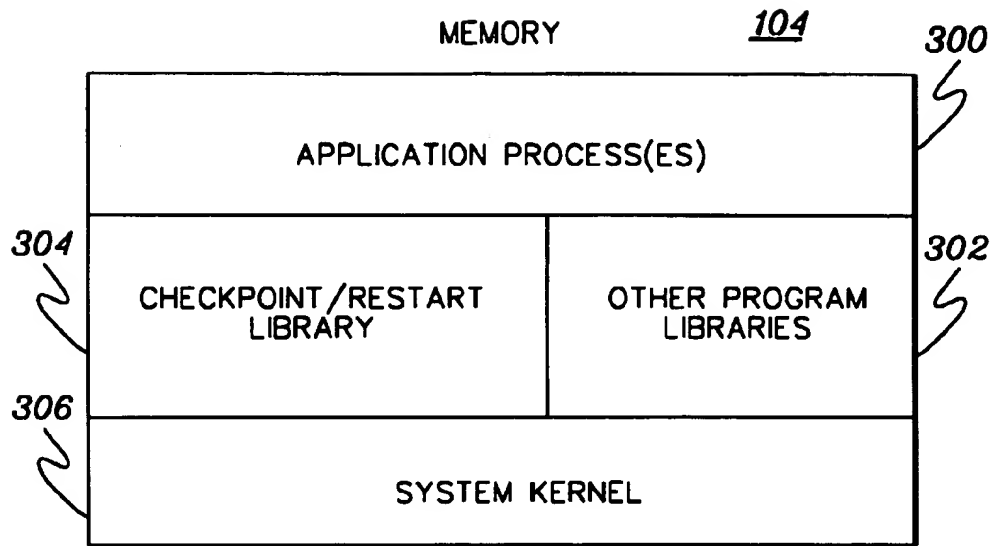 MEMORY 104
300
APPLICATION PROCESS(ES)
304
302
CHECKPOINT/RESTART
LIBRARY
OTHER PROGRAM
LIBRARIES
306
SYSTEM KERNEL